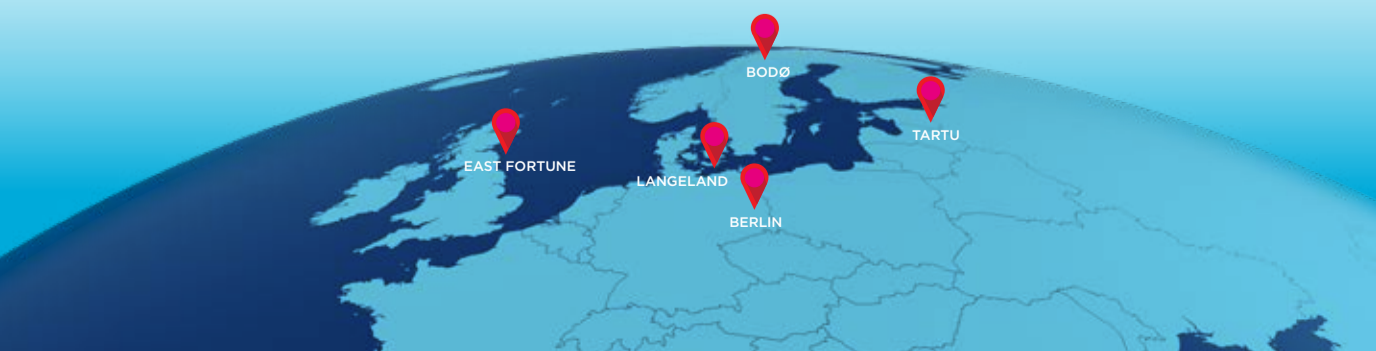 BODØ
TARTU
EAST FORTUNE
LANGELAND
BERLIN